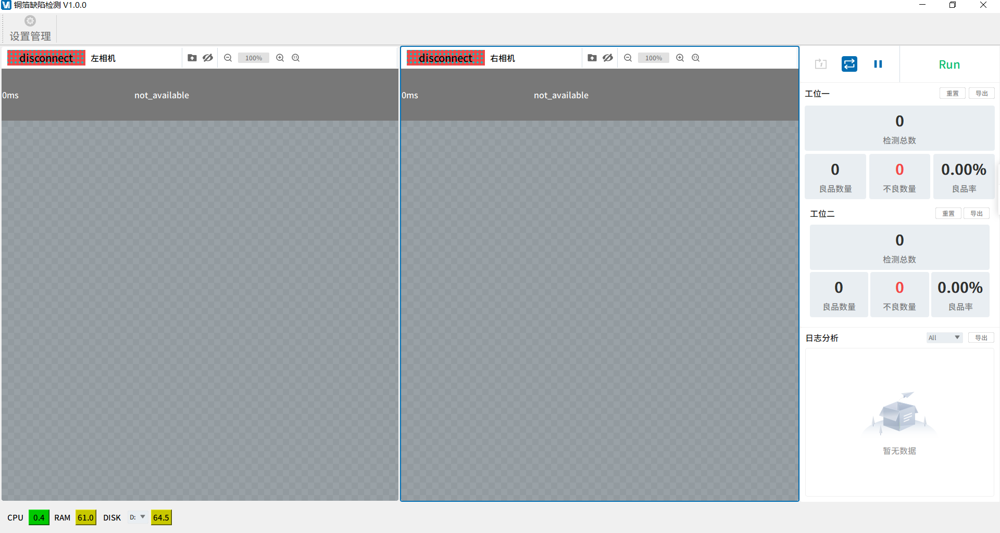 铜箔缺陷检测 V1.0.0
设置管理
disconnect 左相机 100%
0ms not_available
disconnect 右相机 100%
0ms not_available
Run
工位一 重置 导出
0
检测总数
0 0 0.00%
良品数量 不良数量 良品率
工位二 重置 导出
0
检测总数
0 0 0.00%
良品数量 不良数量 良品率
日志分析 All 导出
暂无数据
CPU 0.4 RAM 61.0 DISK D: 64.5